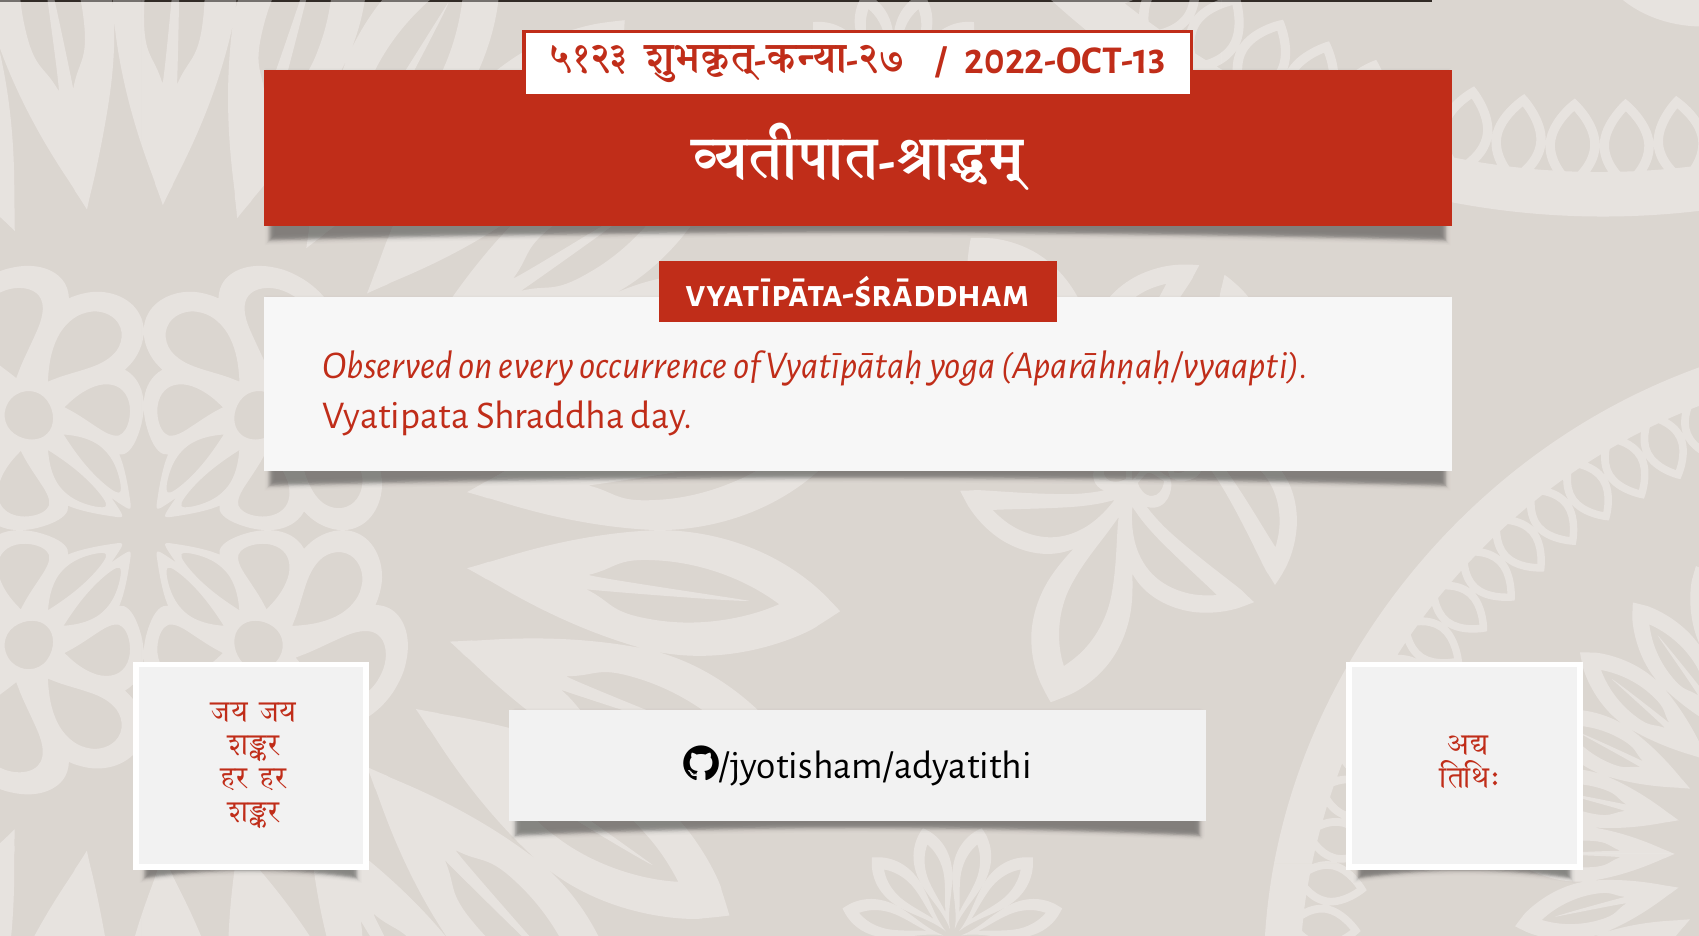 ५१२३ शुभकृत्-कन्या-२७ / 2022-OCT-13
व्यतीपात-श्राद्धम्
VYATĪPĀTA-ŚRĀDDHAM
Observed on every occurrence of Vyatīpātaḥ yoga (Aparāhṇaḥ/vyaapti).
Vyatipata Shraddha day.
जय जय
शङ्कर
हर हर
शङ्कर
/jyotisham/adyatithi
अद्य
तिथिः